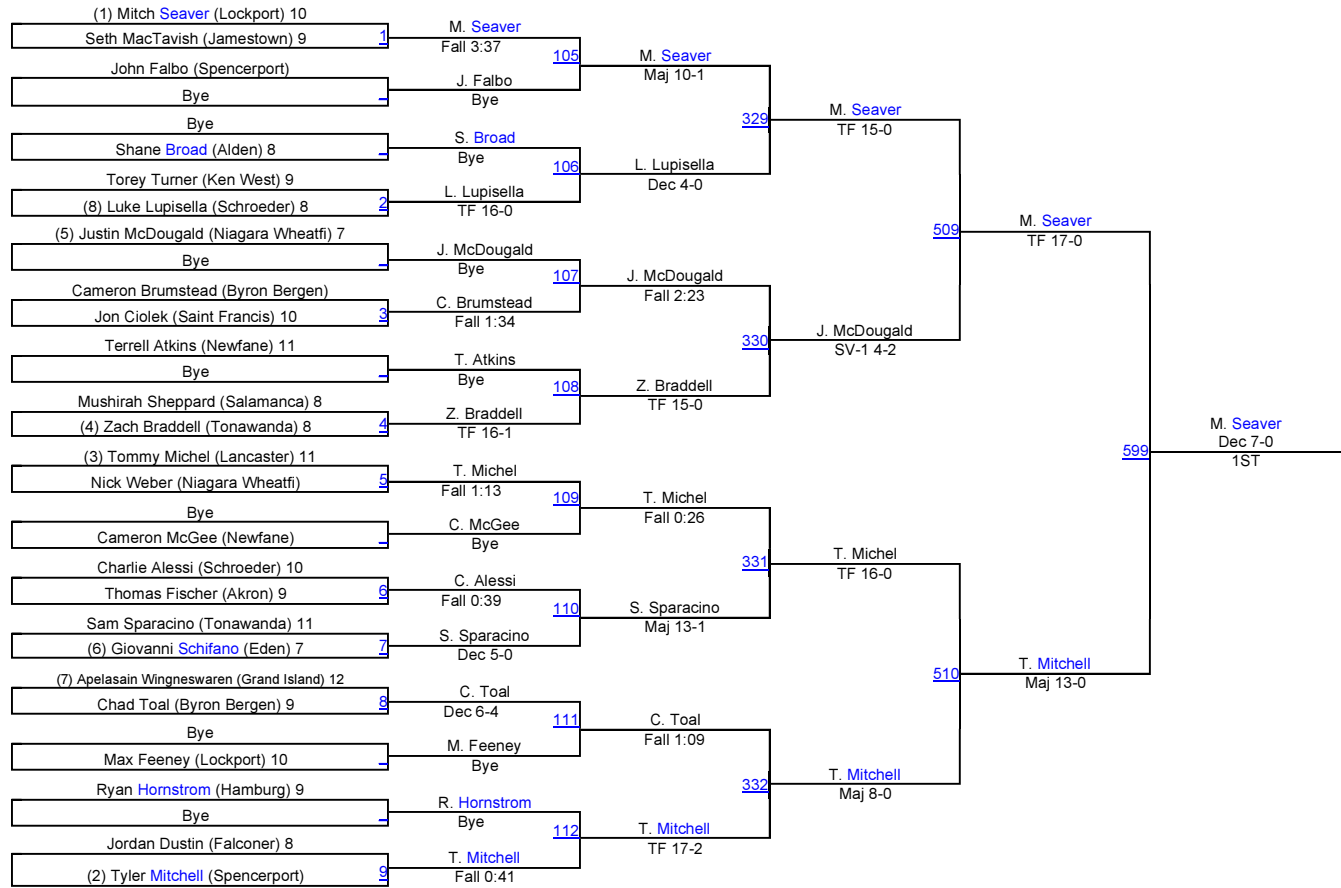 (1) Mitch Seaver (Lockport) 10
Seth MacTavish (Jamestown) 9
1
John Falbo (Spencerport)
Bye
Bye
Shane Broad (Alden) 8
Torey Turner (Ken West) 9
(8) Luke Lupisella (Schroeder) 8
2
(5) Justin McDougald (Niagara Wheatfi) 7
Bye
Cameron Brumstead (Byron Bergen)
Jon Ciolek (Saint Francis) 10
3
Terrell Atkins (Newfane) 11
Bye
Mushirah Sheppard (Salamanca) 8
(4) Zach Braddell (Tonawanda) 8
4
(3) Tommy Michel (Lancaster) 11
Nick Weber (Niagara Wheatfi)
5
Bye
Cameron McGee (Newfane)
Charlie Alessi (Schroeder) 10
Thomas Fischer (Akron) 9
6
Sam Sparacino (Tonawanda) 11
(6) Giovanni Schifano (Eden) 7
7
(7) Apelasain Wingneswaren (Grand Island) 12
Chad Toal (Byron Bergen) 9
8
Bye
Max Feeney (Lockport) 10
Ryan Hornstrom (Hamburg) 9
Bye
Jordan Dustin (Falconer) 8
(2) Tyler Mitchell (Spencerport)
9
M. Seaver
Fall 3:37
105
J. Falbo
Bye
S. Broad
Bye
106
L. Lupisella
TF 16-0
J. McDougald
Bye
107
C. Brumstead
Fall 1:34
T. Atkins
Bye
108
Z. Braddell
TF 16-1
T. Michel
Fall 1:13
109
C. McGee
Bye
C. Alessi
Fall 0:39
110
S. Sparacino
Dec 5-0
C. Toal
Dec 6-4
111
M. Feeney
Bye
R. Hornstrom
Bye
112
T. Mitchell
Fall 0:41
M. Seaver
Maj 10-1
329
L. Lupisella
Dec 4-0
J. McDougald
Fall 2:23
330
Z. Braddell
TF 15-0
T. Michel
Fall 0:26
331
S. Sparacino
Maj 13-1
C. Toal
Fall 1:09
332
T. Mitchell
TF 17-2
M. Seaver
TF 15-0
509
J. McDougald
SV-1 4-2
T. Michel
TF 16-0
510
T. Mitchell
Maj 8-0
M. Seaver
TF 17-0
599
T. Mitchell
Maj 13-0
M. Seaver
Dec 7-0
1ST